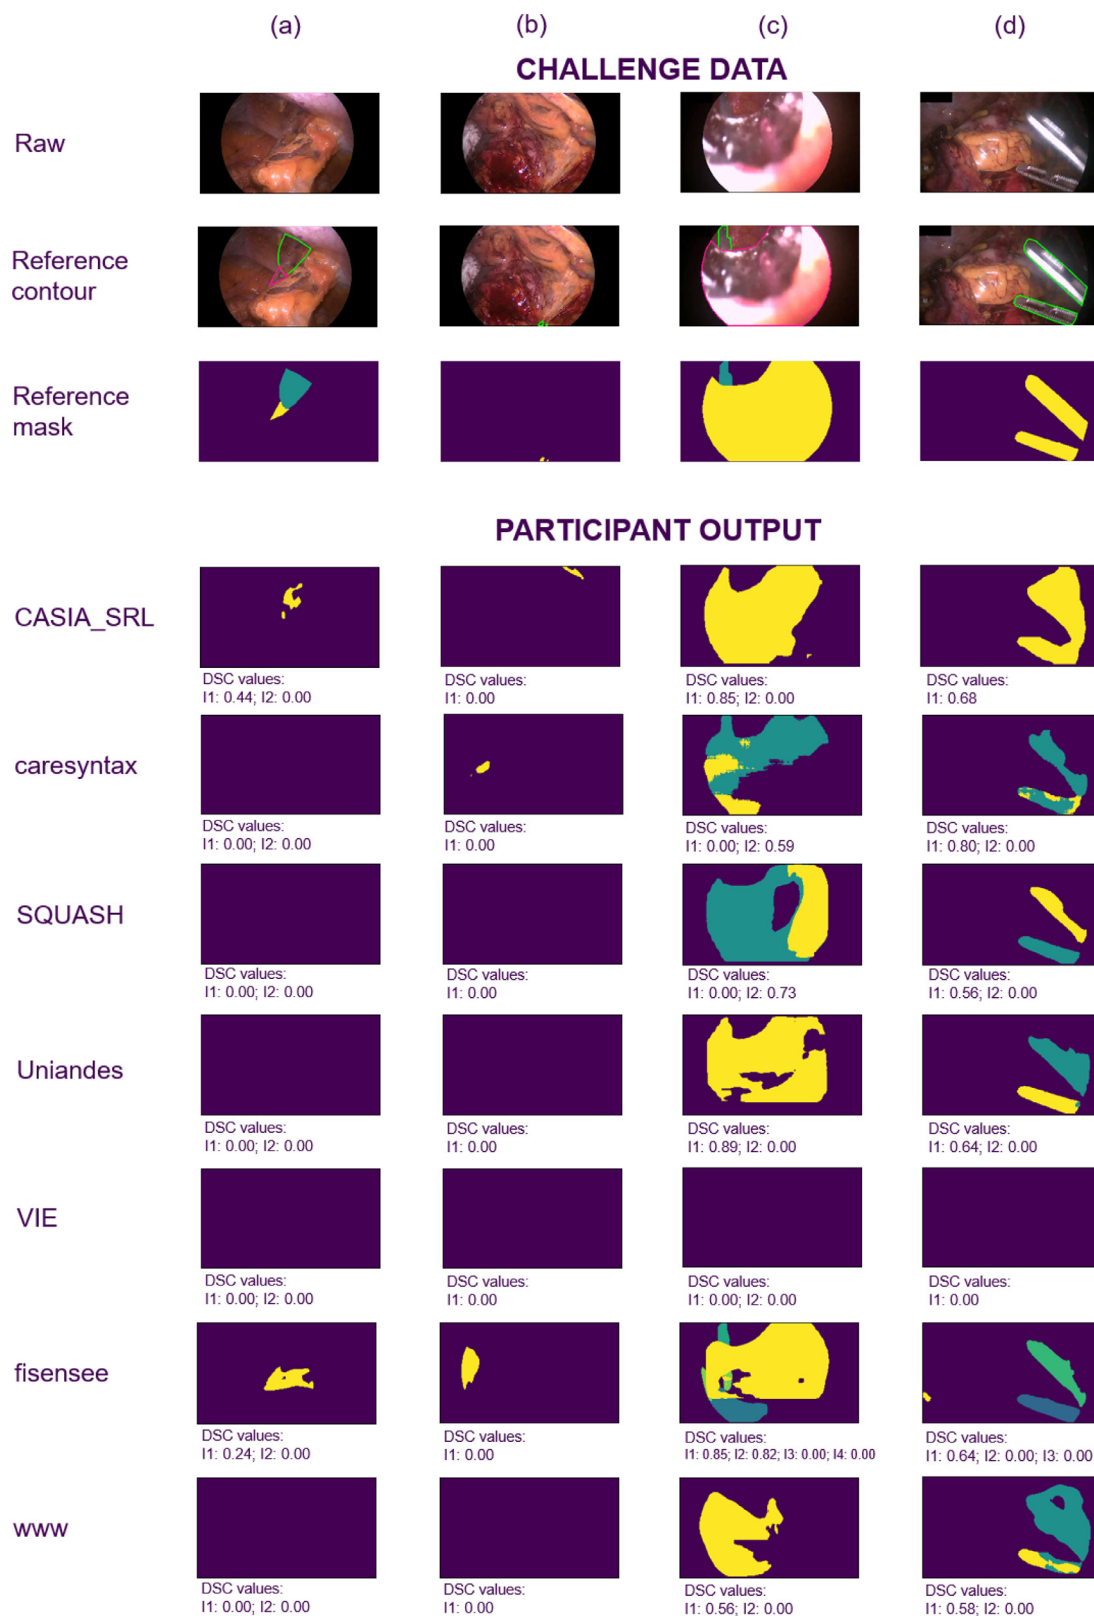 (a) (b) (c) (d)
CHALLENGE DATA
Raw
Reference
contour
Reference
mask
PARTICIPANT OUTPUT
CASIA_SRL
DSC values:
I1: 0.44; I2: 0.00
DSC values:
I1: 0.00
DSC values:
I1: 0.85; I2: 0.00
DSC values:
I1: 0.68
caresyntax
DSC values:
I1: 0.00; I2: 0.00
DSC values:
I1: 0.00
DSC values:
I1: 0.00; I2: 0.59
DSC values:
I1: 0.80; I2: 0.00
SQUASH
DSC values:
I1: 0.00; I2: 0.00
DSC values:
I1: 0.00
DSC values:
I1: 0.00; I2: 0.73
DSC values:
I1: 0.56; I2: 0.00
Uniandes
DSC values:
I1: 0.00; I2: 0.00
DSC values:
I1: 0.00
DSC values:
I1: 0.89; I2: 0.00
DSC values:
I1: 0.64; I2: 0.00
VIE
DSC values:
I1: 0.00; I2: 0.00
DSC values:
I1: 0.00
DSC values:
I1: 0.00; I2: 0.00
DSC values:
I1: 0.00
fisensee
DSC values:
I1: 0.24; I2: 0.00
DSC values:
I1: 0.00
DSC values:
I1: 0.85; I2: 0.82; I3: 0.00; I4: 0.00
DSC values:
I1: 0.64; I2: 0.00; I3: 0.00
www
DSC values:
I1: 0.00; I2: 0.00
DSC values:
I1: 0.00
DSC values:
I1: 0.56; I2: 0.00
DSC values:
I1: 0.58; I2: 0.00